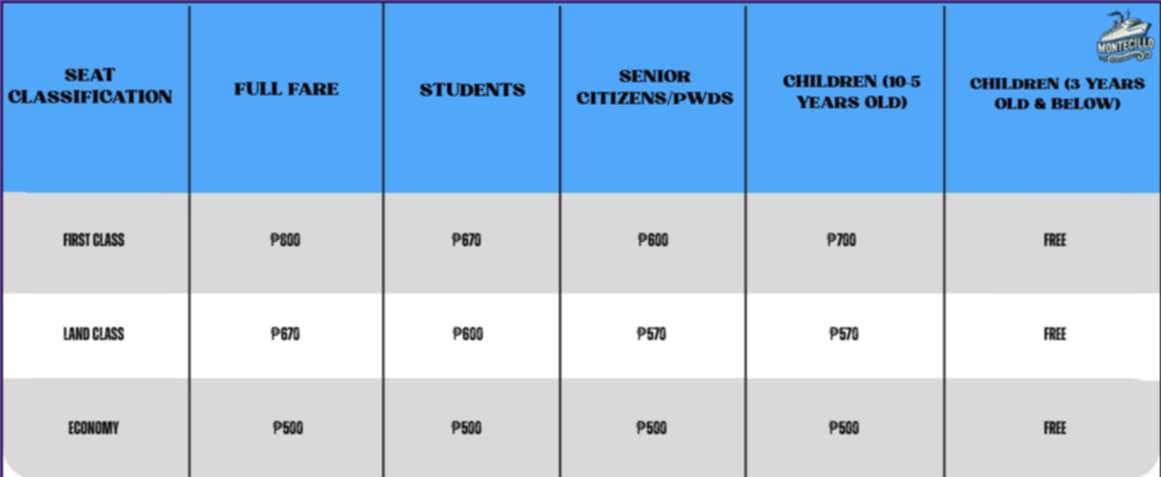 MONTECILLO
SEAT
CLASSIFICATION
FULL FARE
STUDENTS
SENIOR
CITIZENS/PWDS
CHILDREN (10-5
YEARS OLD)
CHILDREN (3 YEARS
OLD & BELOW)
FIRST CLASS
₱800
₱670
₱600
₱700
FREE
LAND CLASS
₱670
₱600
₱570
₱570
FREE
ECONOMY
₱500
₱500
₱500
₱500
FREE